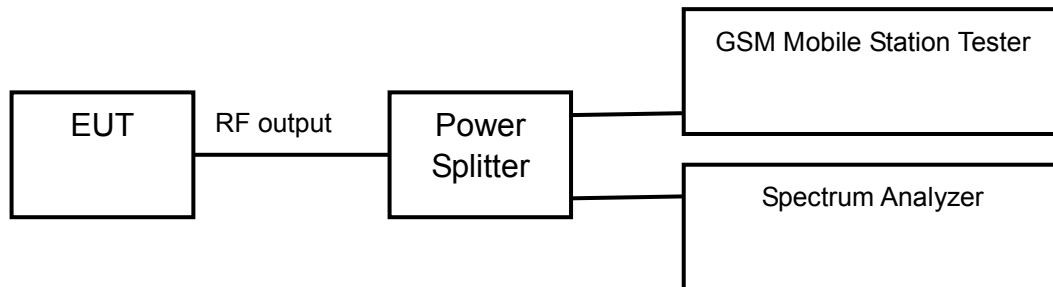 GSM Mobile Station Tester
EUT
RF output
Power
Splitter
Spectrum Analyzer